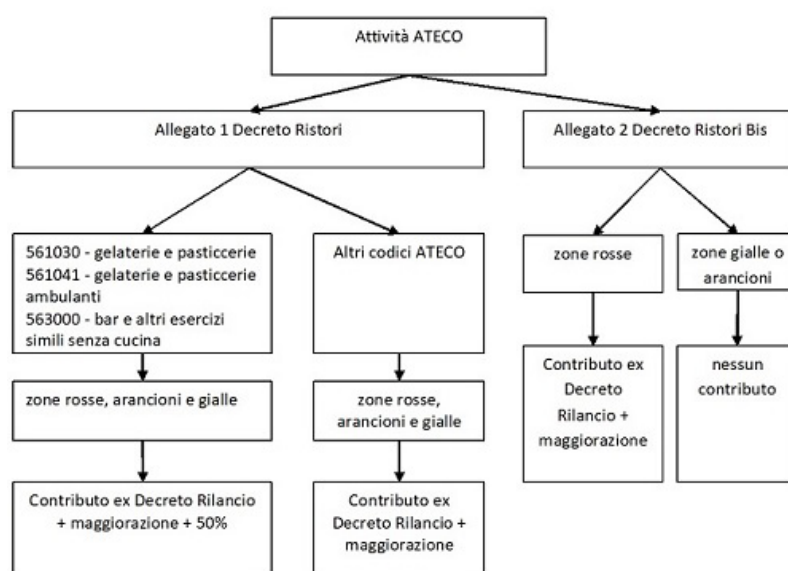 Attività ATECO
Allegato 1 Decreto Ristori
Allegato 2 Decreto Ristori Bis
561030 - gelaterie e pasticcerie
561041 - gelaterie e pasticcerie
ambulanti
563000 - bar e altri esercizi
simili senza cucina
Altri codici ATECO
zone rosse
zone gialle o
arancioni
zone rosse, arancioni e gialle
zone rosse,
arancioni e gialle
Contributo ex
Decreto
Rilancio +
maggiorazione
nessun
contributo
Contributo ex Decreto Rilancio
+ maggiorazione + 50%
Contributo ex
Decreto Rilancio +
maggiorazione